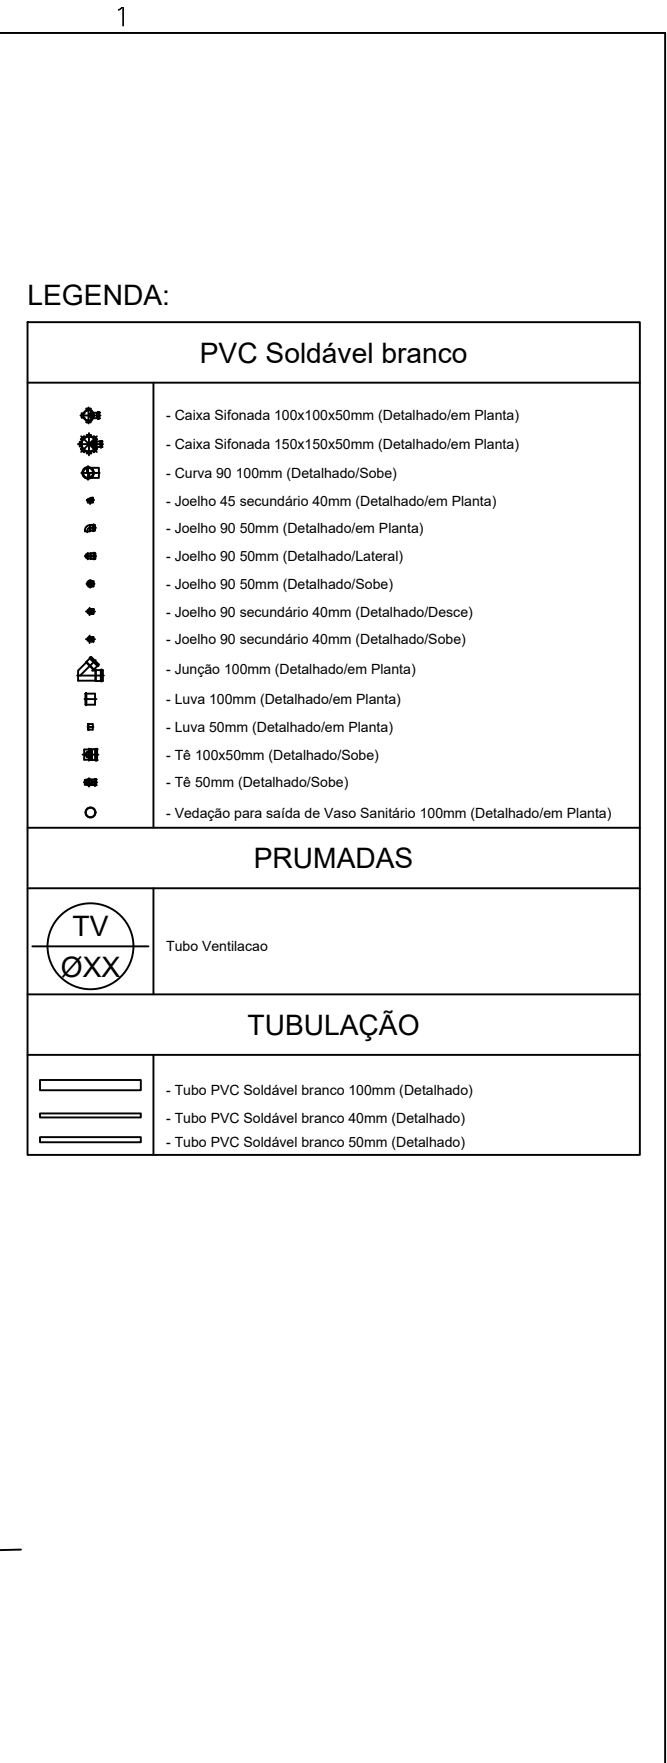 1
LEGENDA:
PVC Soldável branco
- Caixa Sifonada 100x100x50mm (Detalhado/em Planta)
- Caixa Sifonada 150x150x50mm (Detalhado/em Planta)
- Curva 90 100mm (Detalhado/Sobe)
- Joelho 45 secundário 40mm (Detalhado/em Planta)
- Joelho 90 50mm (Detalhado/em Planta)
- Joelho 90 50mm (Detalhado/Lateral)
- Joelho 90 50mm (Detalhado/Sobe)
- Joelho 90 secundário 40mm (Detalhado/Desce)
- Joelho 90 secundário 40mm (Detalhado/Sobe)
- Junção 100mm (Detalhado/em Planta)
- Luva 100mm (Detalhado/em Planta)
- Luva 50mm (Detalhado/em Planta)
- Tê 100x50mm (Detalhado/Sobe)
- Tê 50mm (Detalhado/Sobe)
- Vedação para saída de Vaso Sanitário 100mm (Detalhado/em Planta)
PRUMADAS
TV
ØXX
Tubo Ventilacao
TUBULAÇÃO
- Tubo PVC Soldável branco 100mm (Detalhado)
- Tubo PVC Soldável branco 40mm (Detalhado)
- Tubo PVC Soldável branco 50mm (Detalhado)